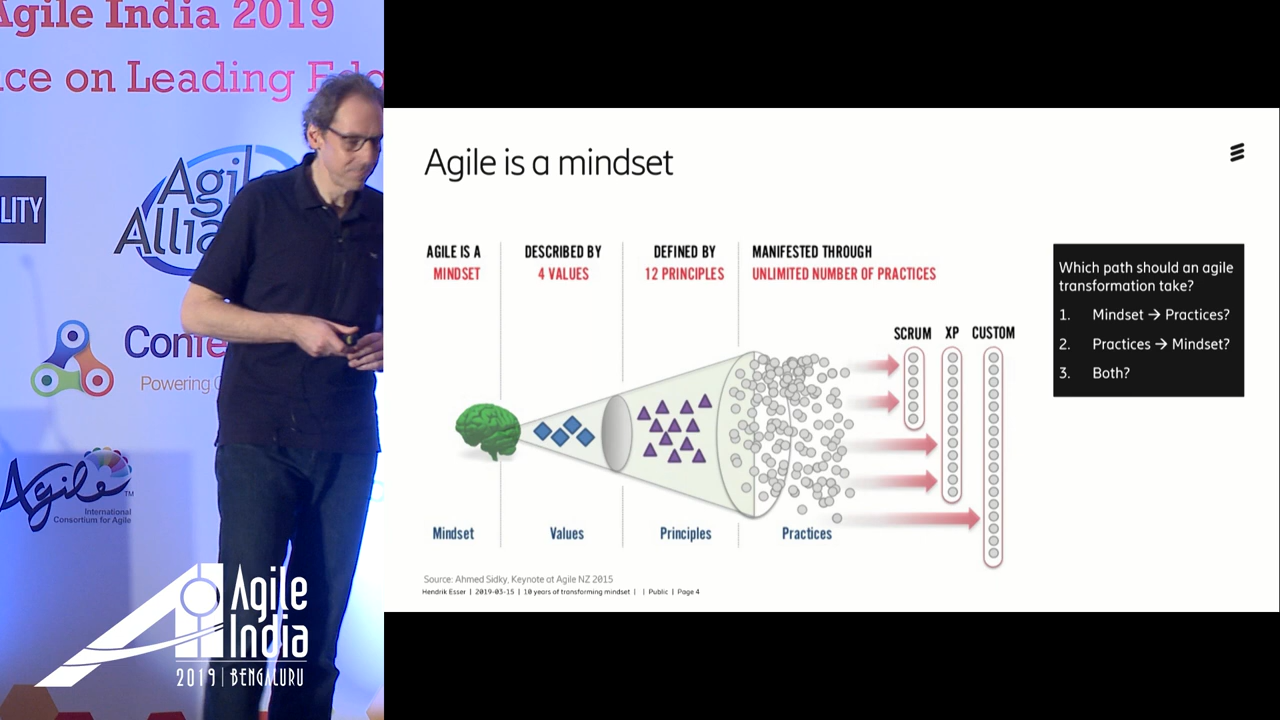 Agile India 2019
ce on Leading Ed
LITY
Agile
Allia
Confe
Powering
Agile
TM
International
Consortium for Agile
Agile
India
2019 | BENGALURU
Agile is a mindset
AGILE IS A
MINDSET
DESCRIBED BY
4 VALUES
DEFINED BY
12 PRINCIPLES
MANIFESTED THROUGH
UNLIMITED NUMBER OF PRACTICES
SCRUM
XP
CUSTOM
Mindset
Values
Principles
Practices
Which path should an agile
transformation take?
1. Mindset → Practices?
2. Practices → Mindset?
3. Both?
Source: Ahmed Sidky, Keynote at Agile NZ 2015
Hendrik Esser | 2019-03-15 | 10 years of transforming mindset | | Public | Page 4